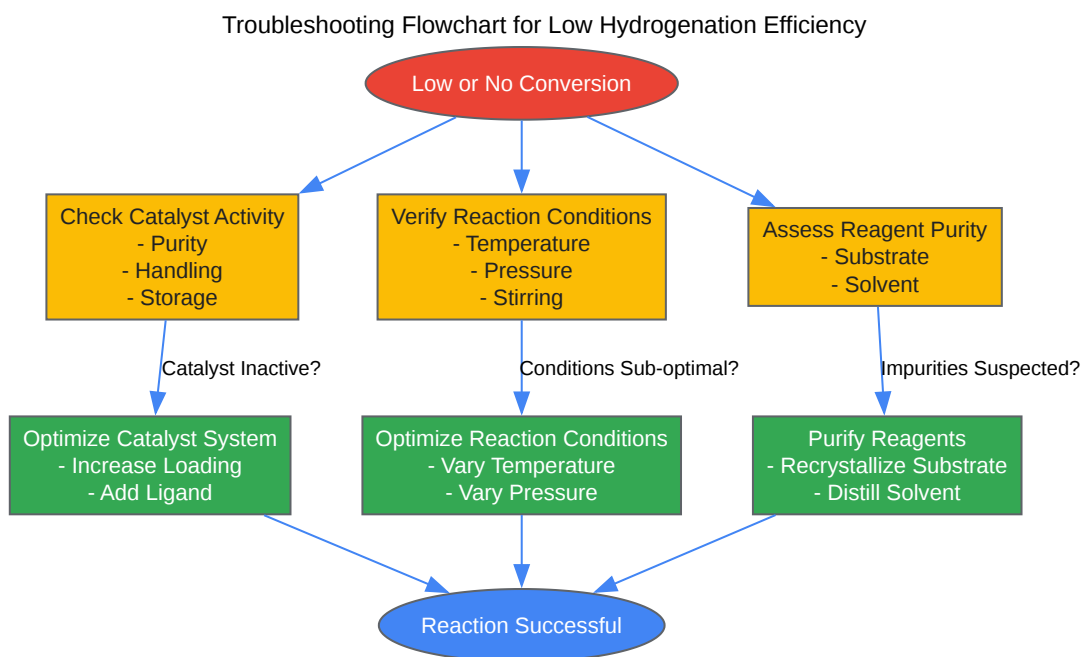 Troubleshooting Flowchart for Low Hydrogenation Efficiency
Low or No Conversion
Check Catalyst Activity
- Purity
- Handling
- Storage
Verify Reaction Conditions
- Temperature
- Pressure
- Stirring
Assess Reagent Purity
- Substrate
- Solvent
Catalyst Inactive?
Conditions Sub-optimal?
Impurities Suspected?
Optimize Catalyst System
- Increase Loading
- Add Ligand
Optimize Reaction Conditions
- Vary Temperature
- Vary Pressure
Purify Reagents
- Recrystallize Substrate
- Distill Solvent
Reaction Successful